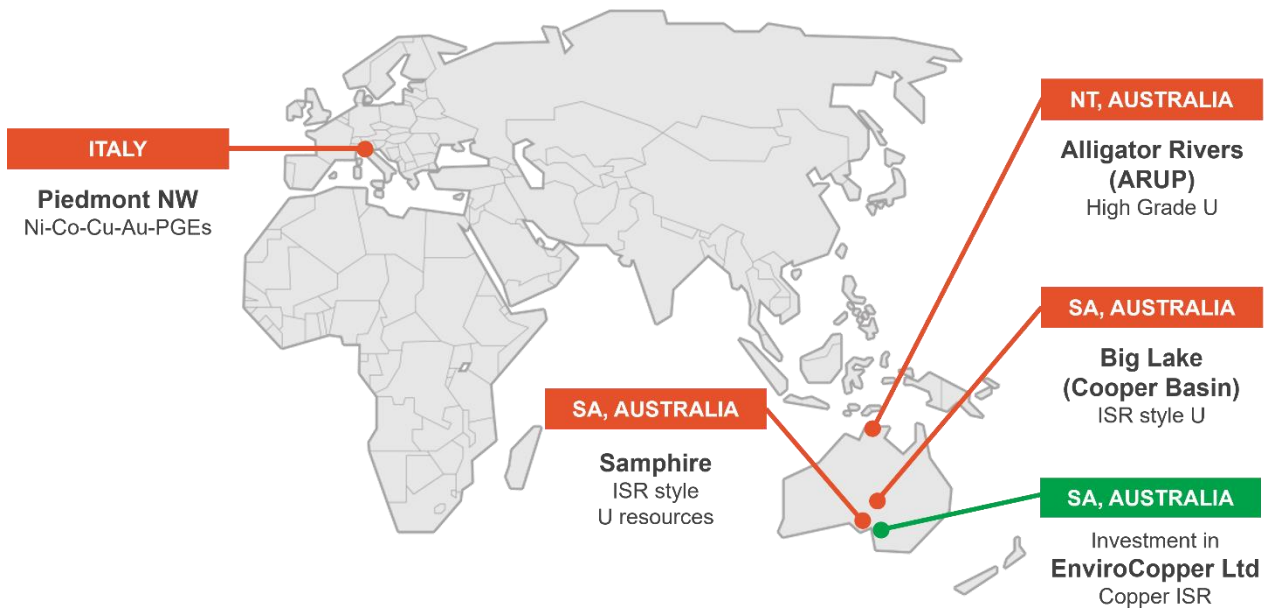 ITALY
Piedmont NW
Ni-Co-Cu-Au-PGEs
NT, AUSTRALIA
Alligator Rivers
(ARUP)
High Grade U
SA, AUSTRALIA
Big Lake
(Cooper Basin)
ISR style U
SA, AUSTRALIA
Samphire
ISR style
U resources
SA, AUSTRALIA
Investment in
EnviroCopper Ltd
Copper ISR